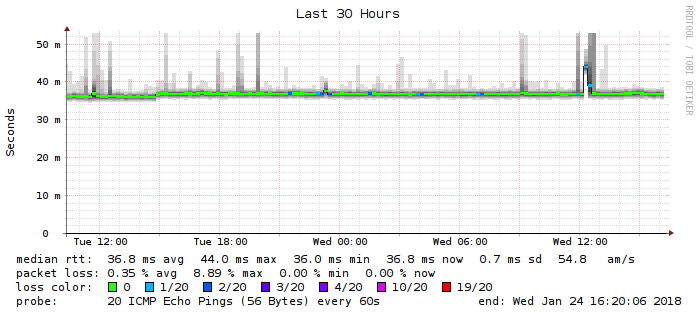 Last 30 Hours
RRDTOOL / TOBI OETIKER
Seconds
50 m
40 m
30 m
20 m
10 m
0
Tue 12:00 Tue 18:00 Wed 00:00 Wed 06:00 Wed 12:00
median rtt: 36.8 ms avg 44.0 ms max 36.0 ms min 36.8 ms now 0.7 ms sd 54.8 am/s
packet loss: 0.35 % avg 8.89 % max 0.00 % min 0.00 % now
loss color: 0 1/20 2/20 3/20 4/20 10/20 19/20
probe: 20 ICMP Echo Pings (56 Bytes) every 60s end: Wed Jan 24 16:20:06 2018